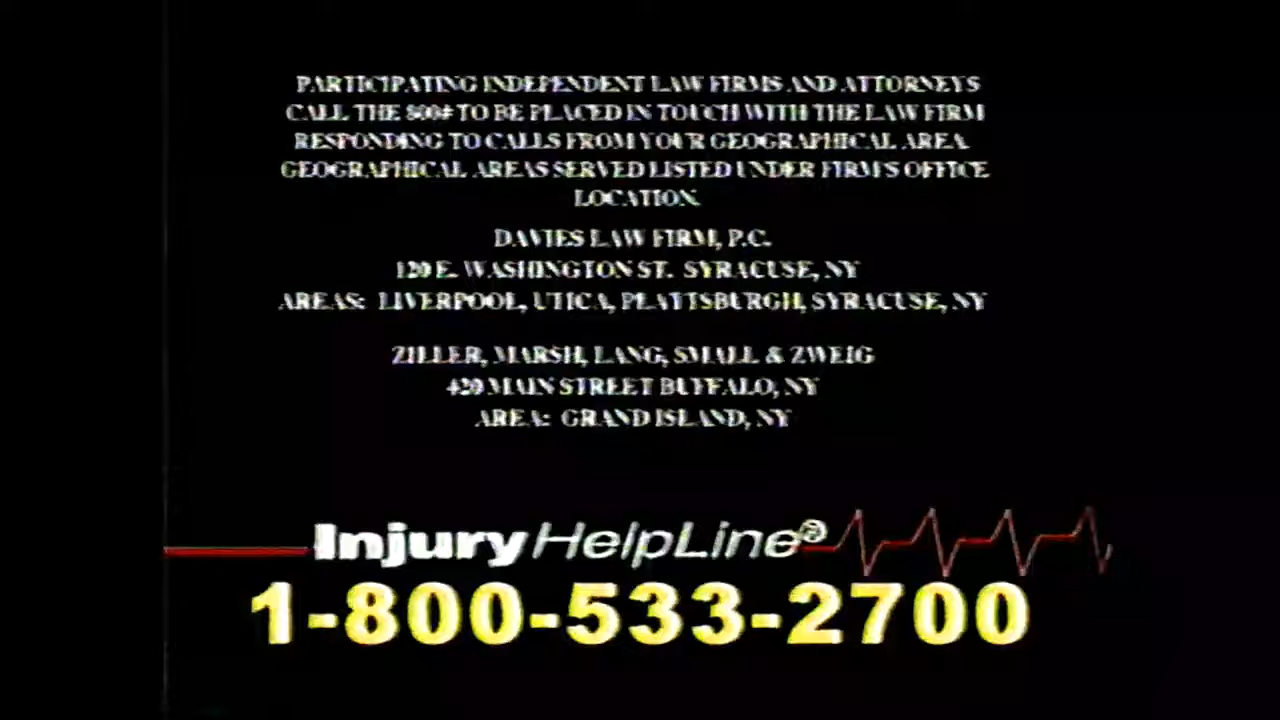 PARTICIPATING INDEPENDENT LAW FIRMS AND ATTORNEYS
CALL THE 800# TO BE PLACED IN TOUCH WITH THE LAW FIRM
RESPONDING TO CALLS FROM YOUR GEOGRAPHICAL AREA.
GEOGRAPHICAL AREAS SERVED LISTED UNDER FIRM'S OFFICE
LOCATION.
DAVIES LAW FIRM, P.C.
120 E. WASHINGTON ST. SYRACUSE, NY
AREAS: LIVERPOOL, UTICA, PLATTSBURGH, SYRACUSE, NY
ZILLER, MARSH, LANG, SMALL & ZWEIG
420 MAIN STREET BUFFALO, NY
AREA: GRAND ISLAND, NY
Injury HelpLine®
1-800-533-2700